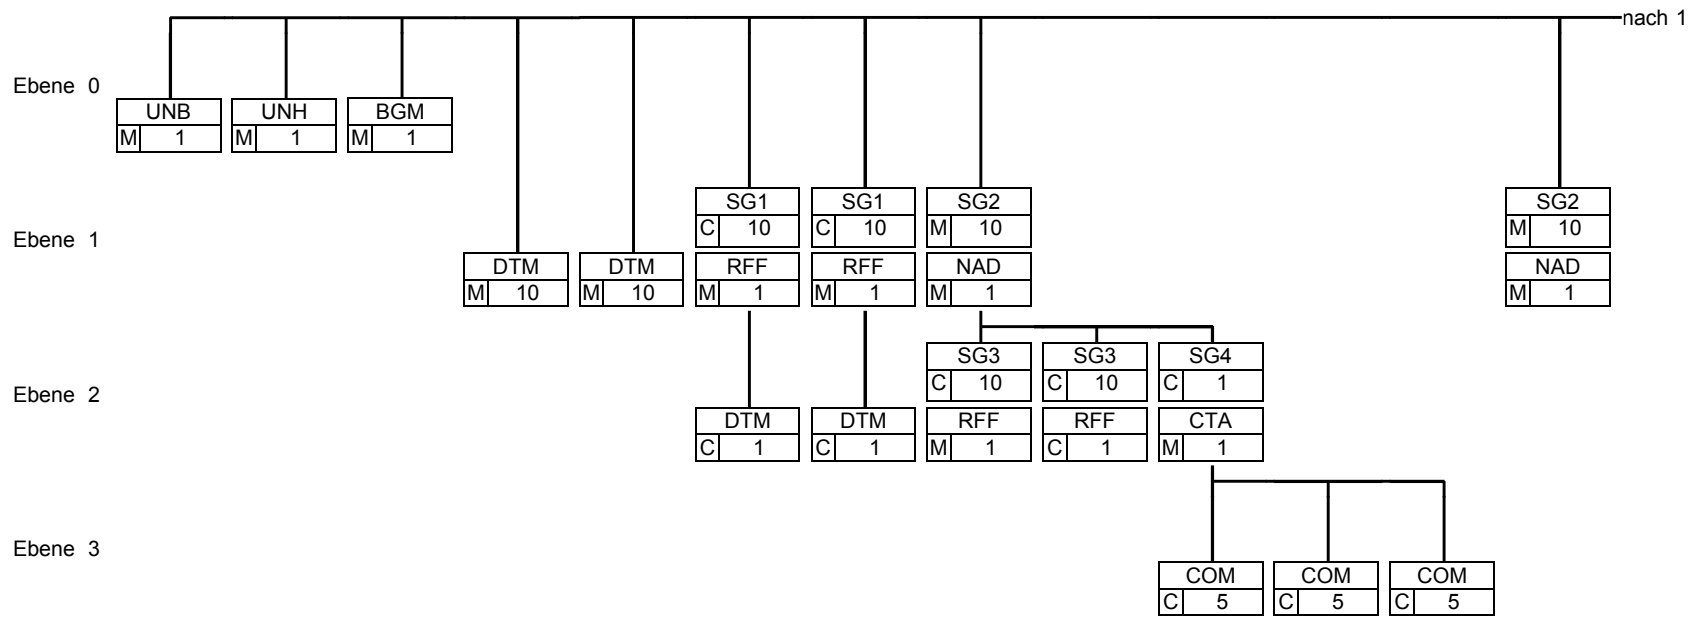 nach 1
Ebene 0
UNB UNH BGM
M 1 M 1 M 1
SG1 SG1 SG2 SG2
C 10 C 10 M 10 M 10
Ebene 1
DTM DTM RFF RFF NAD NAD
M 10 M 10 M 1 M 1 M 1 M 1
SG3 SG3 SG4
C 10 C 10 C 1
Ebene 2
DTM DTM RFF RFF CTA
C 1 C 1 M 1 C 1 M 1
Ebene 3
COM COM COM
C 5 C 5 C 5